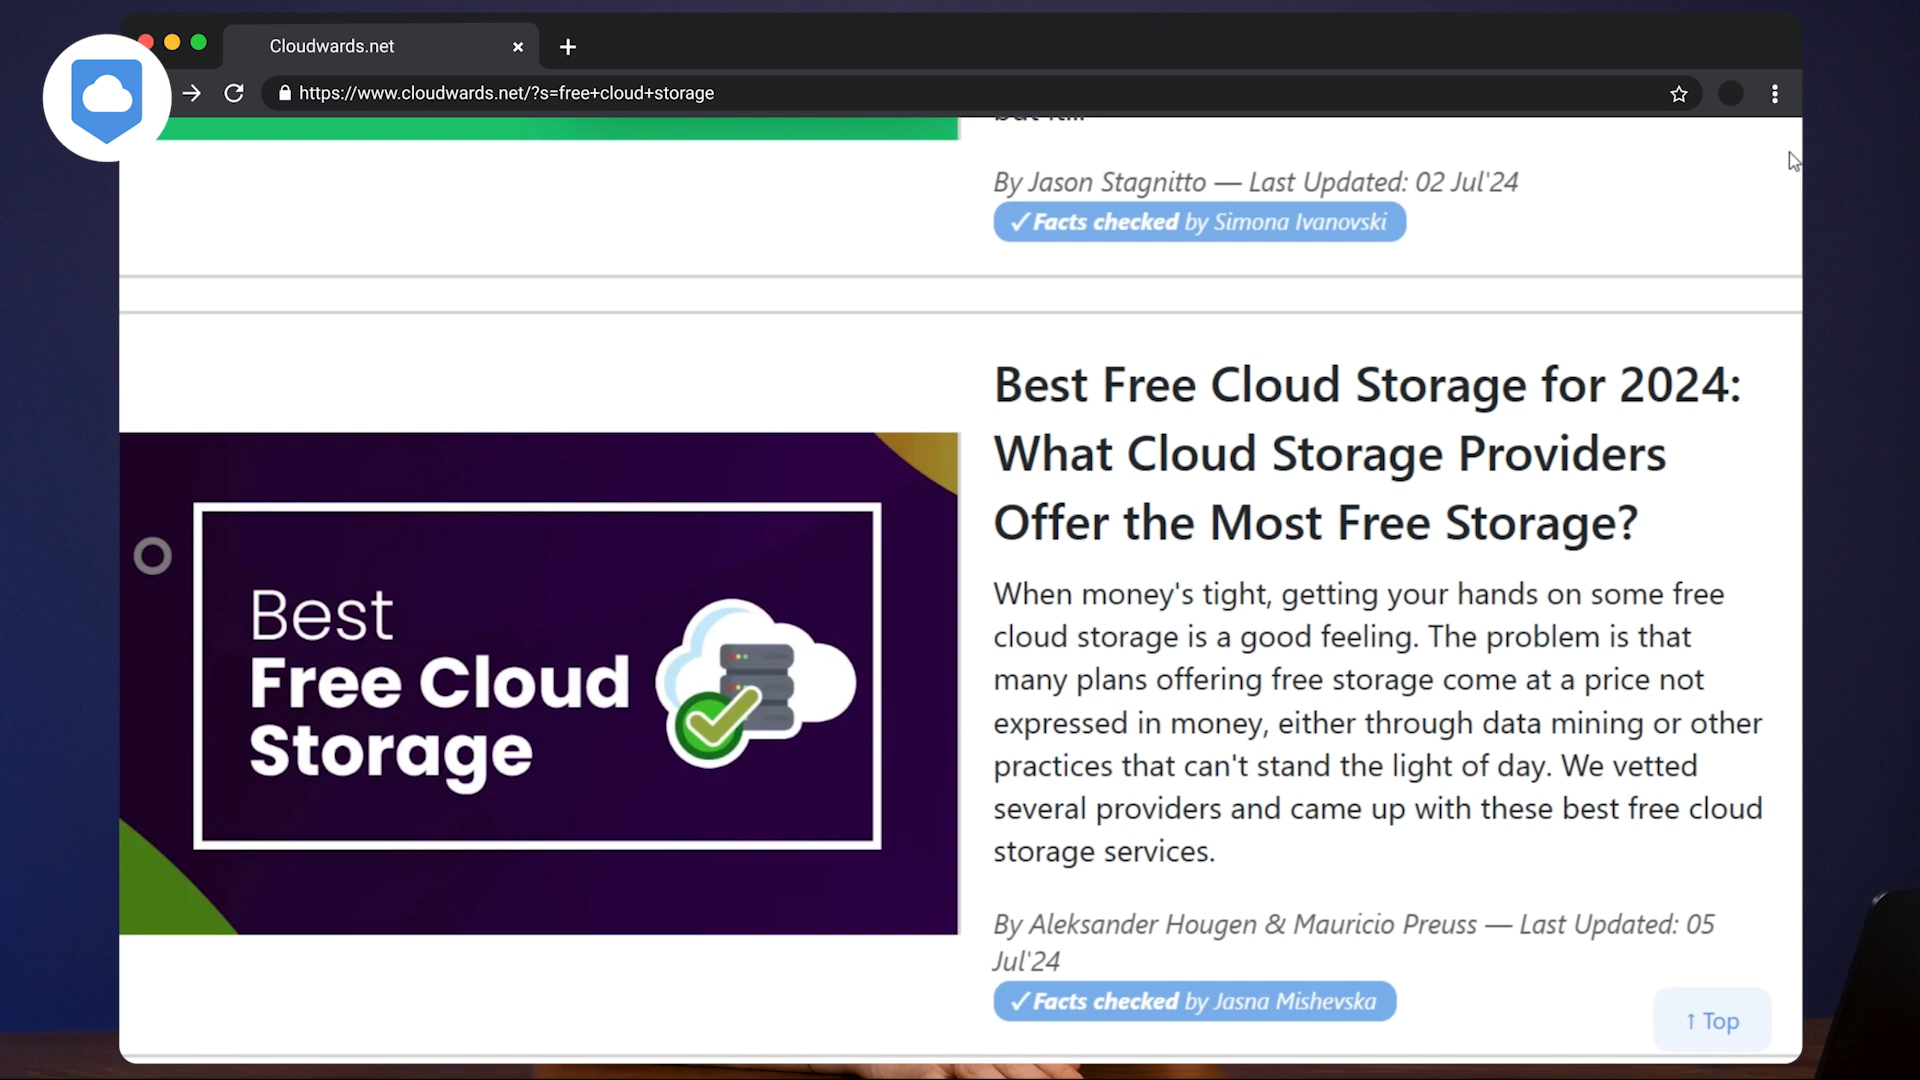 Cloudwards.net
https://www.cloudwards.net/?s=free+cloud+storage
but it...
By Jason Stagnitto — Last Updated: 02 Jul'24
✓Facts checked by Simona Ivanovski
Best Free Cloud Storage for 2024:
What Cloud Storage Providers
Offer the Most Free Storage?
Best
Free Cloud
Storage
When money's tight, getting your hands on some free
cloud storage is a good feeling. The problem is that
many plans offering free storage come at a price not
expressed in money, either through data mining or other
practices that can't stand the light of day. We vetted
several providers and came up with these best free cloud
storage services.
By Aleksander Hougen & Mauricio Preuss — Last Updated: 05
Jul'24
✓Facts checked by Jasna Mishevska
↑ Top